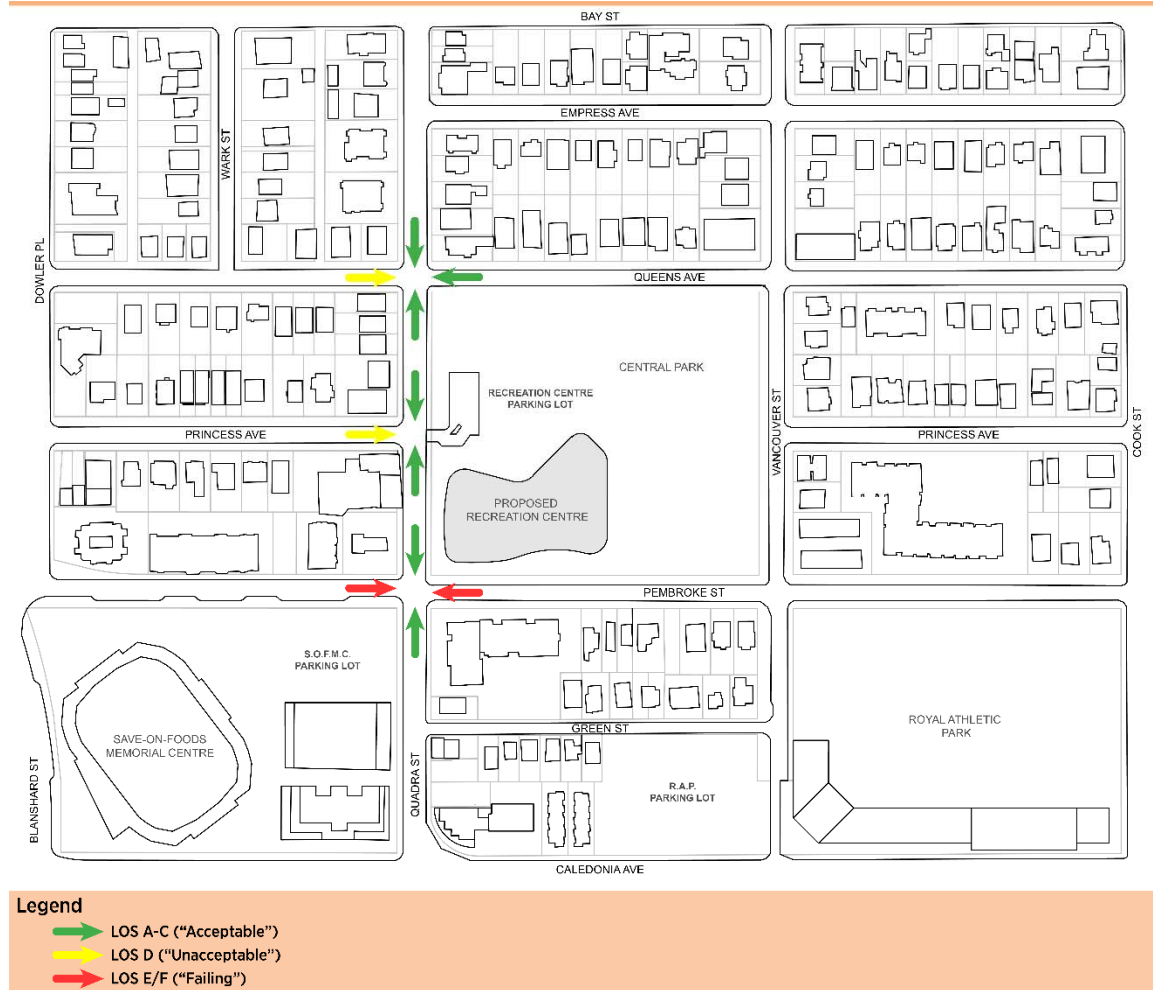 BAY ST
EMPRESS AVE
WARK ST
DOWLER PL
QUEENS AVE
CENTRAL PARK
RECREATION CENTRE
PARKING LOT
VANCOUVER ST
COOK ST
PRINCESS AVE
PRINCESS AVE
PROPOSED
RECREATION CENTRE
PEMBROKE ST
S.O.F.M.C.
PARKING LOT
SAVE-ON-FOODS
MEMORIAL CENTRE
GREEN ST
ROYAL ATHLETIC
PARK
BLANSHARD ST
QUADRA ST
R.A.P.
PARKING LOT
CALEDONIA AVE
Legend
LOS A-C ("Acceptable")
LOS D ("Unacceptable")
LOS E/F ("Failing")